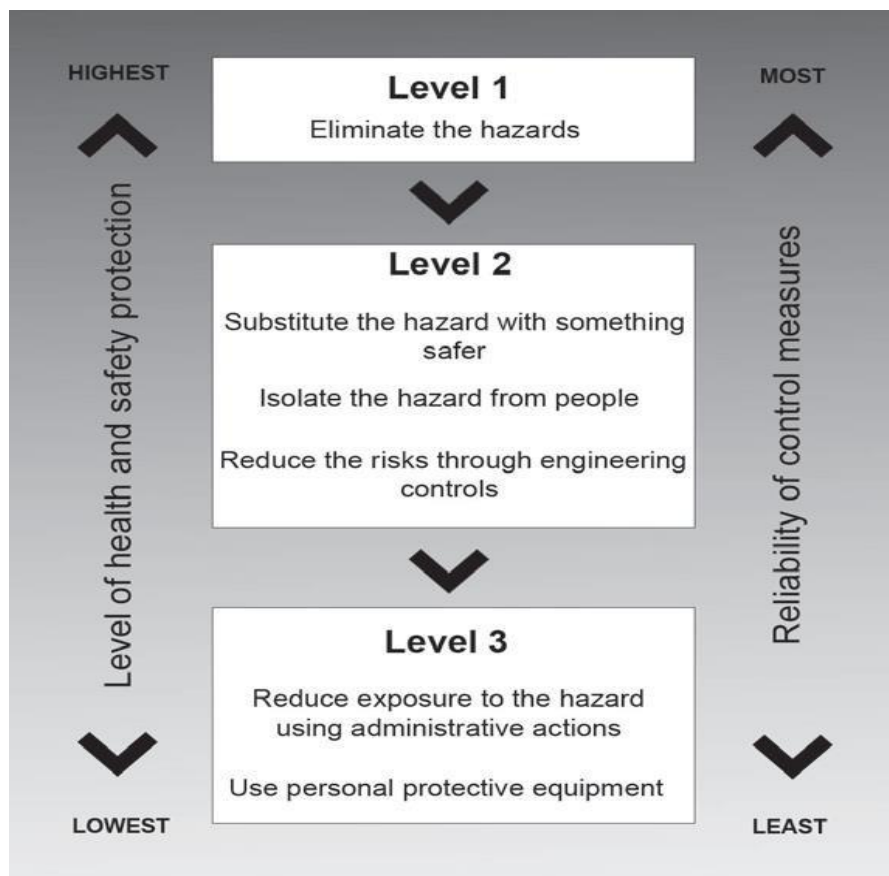 HIGHEST
MOST
Level 1
Eliminate the hazards
Level of health and safety protection
Reliability of control measures
Level 2
Substitute the hazard with something
safer
Isolate the hazard from people
Reduce the risks through engineering
controls
Level 3
Reduce exposure to the hazard
using administrative actions
Use personal protective equipment
LOWEST
LEAST